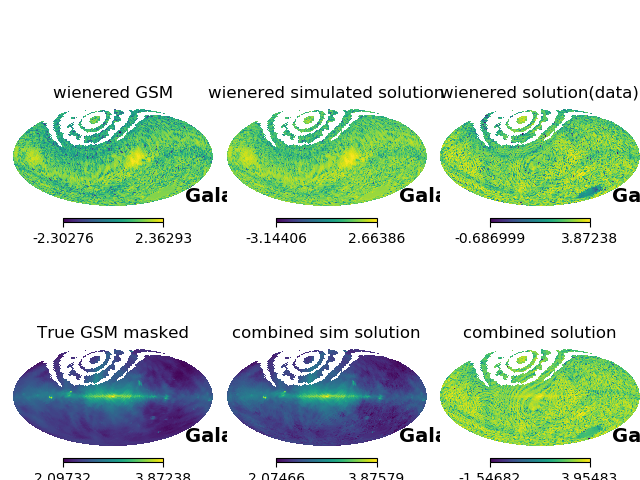 wienered GSM wienered simulated solution wienered solution(data)
Gala Gala Ga
-2.30276 2.36293 -3.14406 2.66386 -0.686999 3.87238
True GSM masked combined sim solution combined solution
Gala Gala Ga
2.09732 3.87238 2.07466 3.87579 -1.54682 3.95483